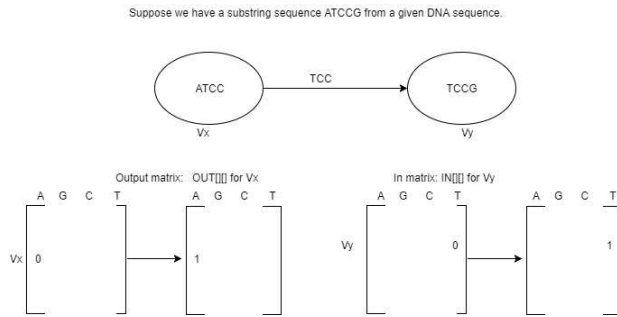 Suppose we have a substring sequence ATCCG from a given DNA sequence.
ATCC
TCC
TCCG
Vx
Vy
Output matrix: OUT[][] for Vx
In matrix: IN[][] for Vy
A G C T
A G C T
A G C T
A G C T
Vx 0
1
Vy 0
1